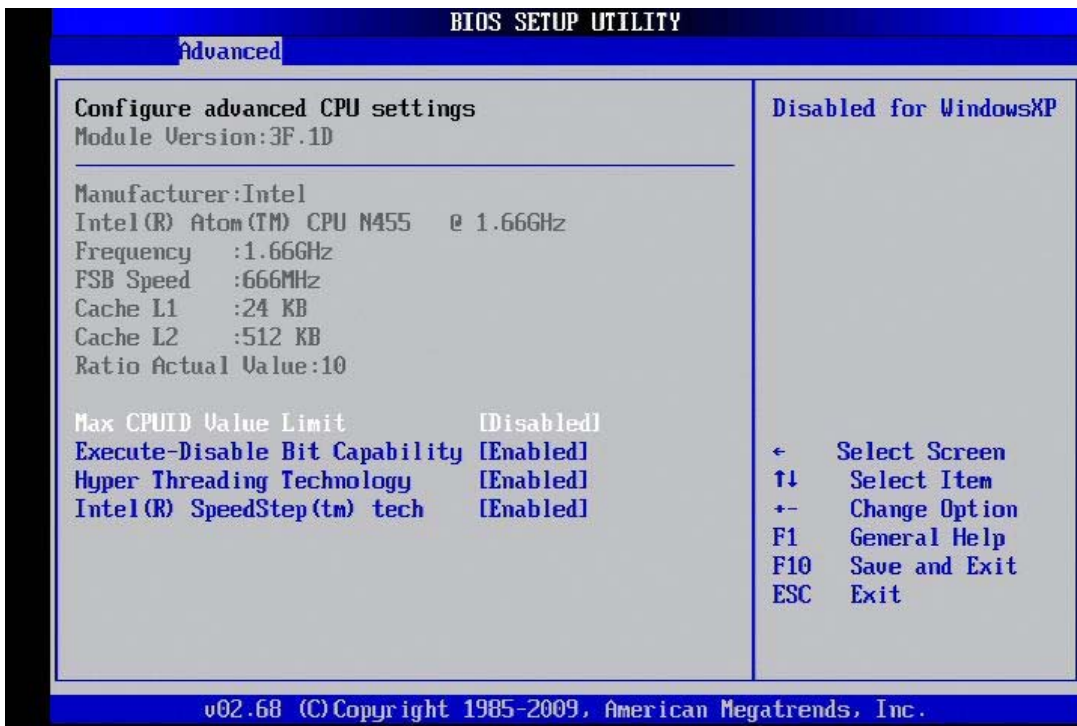 BIOS SETUP UTILITY
Advanced
Configure advanced CPU settings
Module Version:3F.1D
Manufacturer:Intel
Intel(R) Atom(TM) CPU N455 @ 1.66GHz
Frequency :1.66GHz
FSB Speed :666MHz
Cache L1 :24 KB
Cache L2 :512 KB
Ratio Actual Value:10
Max CPUID Value Limit [Disabled]
Execute-Disable Bit Capability [Enabled]
Hyper Threading Technology [Enabled]
Intel(R) SpeedStep(tm) tech [Enabled]
Disabled for WindowsXP
← Select Screen
↑↓ Select Item
+- Change Option
F1 General Help
F10 Save and Exit
ESC Exit
v02.68 (C)Copyright 1985-2009, American Megatrends, Inc.